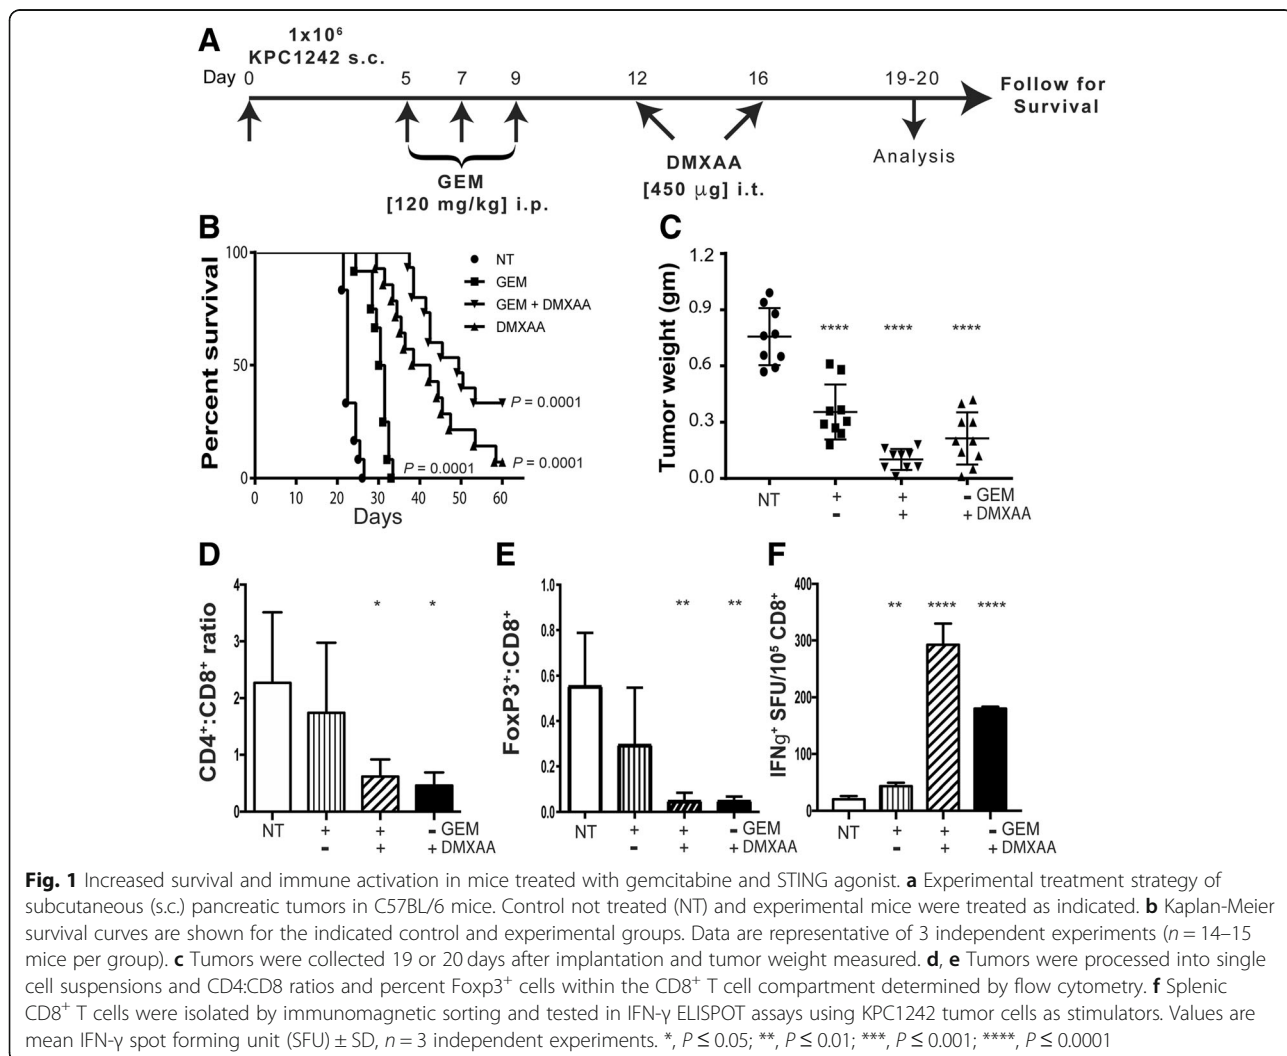 A
1x10⁶
KPC1242 s.c.
Day 0 5 7 9 12 16 19-20
Follow for
Survival
GEM
[120 mg/kg] i.p.
DMXAA
[450 μg] i.t.
Analysis
B
Percent survival
100
50
0
0 10 20 30 40 50 60
Days
NT
GEM
GEM + DMXAA
DMXAA
P = 0.0001
P = 0.0001
P = 0.0001
C
Tumor weight (gm)
1.2
0.9
0.6
0.3
0.0
**** **** ****
NT + + - GEM
- + + DMXAA
D
CD4⁺:CD8⁺ ratio
4
3
2
1
0
* *
NT + + - GEM
- + + DMXAA
E
FoxP3⁺:CD8⁺
1.0
0.8
0.6
0.4
0.2
0.0
** **
NT + + - GEM
- + + DMXAA
F
IFNg⁺ SFU/10⁵ CD8⁺
400
300
200
100
0
** **** ****
NT + + - GEM
- + + DMXAA
Fig. 1 Increased survival and immune activation in mice treated with gemcitabine and STING agonist. a Experimental treatment strategy of
subcutaneous (s.c.) pancreatic tumors in C57BL/6 mice. Control not treated (NT) and experimental mice were treated as indicated. b Kaplan-Meier
survival curves are shown for the indicated control and experimental groups. Data are representative of 3 independent experiments (n = 14–15
mice per group). c Tumors were collected 19 or 20 days after implantation and tumor weight measured. d, e Tumors were processed into single
cell suspensions and CD4:CD8 ratios and percent Foxp3⁺ cells within the CD8⁺ T cell compartment determined by flow cytometry. f Splenic
CD8⁺ T cells were isolated by immunomagnetic sorting and tested in IFN-γ ELISPOT assays using KPC1242 tumor cells as stimulators. Values are
mean IFN-γ spot forming unit (SFU) ± SD, n = 3 independent experiments. *, P ≤ 0.05; **, P ≤ 0.01; ***, P ≤ 0.001; ****, P ≤ 0.0001